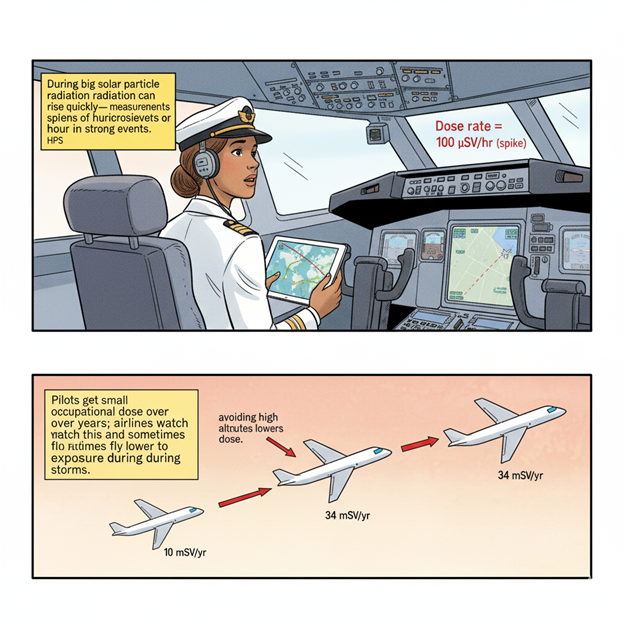 During big solar particle
radiation radiation can
rise quickly— measurenents
splens of huricrosievets or
hour in strong events.
HPS
Dose rate =
100 µSV/hr (spike)
Pilots get small
occupational dose over
over years; airlines watch
match this and sometimes
flo fly lower to
exposure during during
storms.
avoiding high
altrutes lowers
dose.
10 mSV/yr
34 mSV/yr
34 mSV/yr